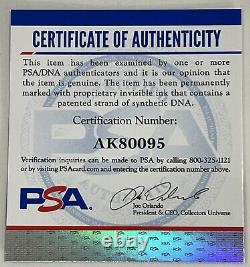 CERTIFICATE OF AUTHENTICITY
This item has been examined by one or more
PSA/DNA authenticators and it is our opinion that
the item is genuine. The item has been permanently
marked with proprietary invisible ink that contains
a patented strand of synthetic DNA.
Certification Number:
AK80095
Verification inquiries can be made to PSA by calling 800-325-1121
or by visiting PSAcard.com and entering the certification number above.
PSA
Joe Orlando
President & CEO, Collectors Universe